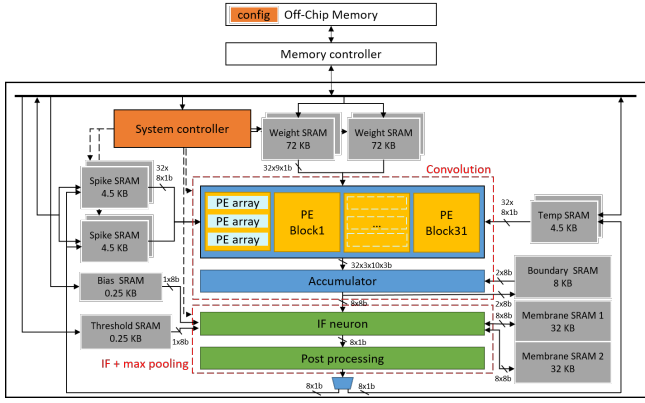 config Off-Chip Memory
Memory controller
System controller
Weight SRAM
72 KB
Weight SRAM
72 KB
32x9x1b
Convolution
Spike SRAM
4.5 KB
32x
8x1b
Spike SRAM
4.5 KB
PE array
PE array
PE array
PE
Block1
...
PE
Block31
32x
8x1b
Temp SRAM
4.5 KB
32x3x10x3b
Accumulator
2x8b
Boundary SRAM
8 KB
2x8b
Bias SRAM
0.25 KB
1x8b
8x8b
Threshold SRAM
0.25 KB
1x8b
IF neuron
8x8b
Membrane SRAM 1
32 KB
8x1b
IF + max pooling
Post processing
8x8b
Membrane SRAM 2
32 KB
8x1b
8x1b